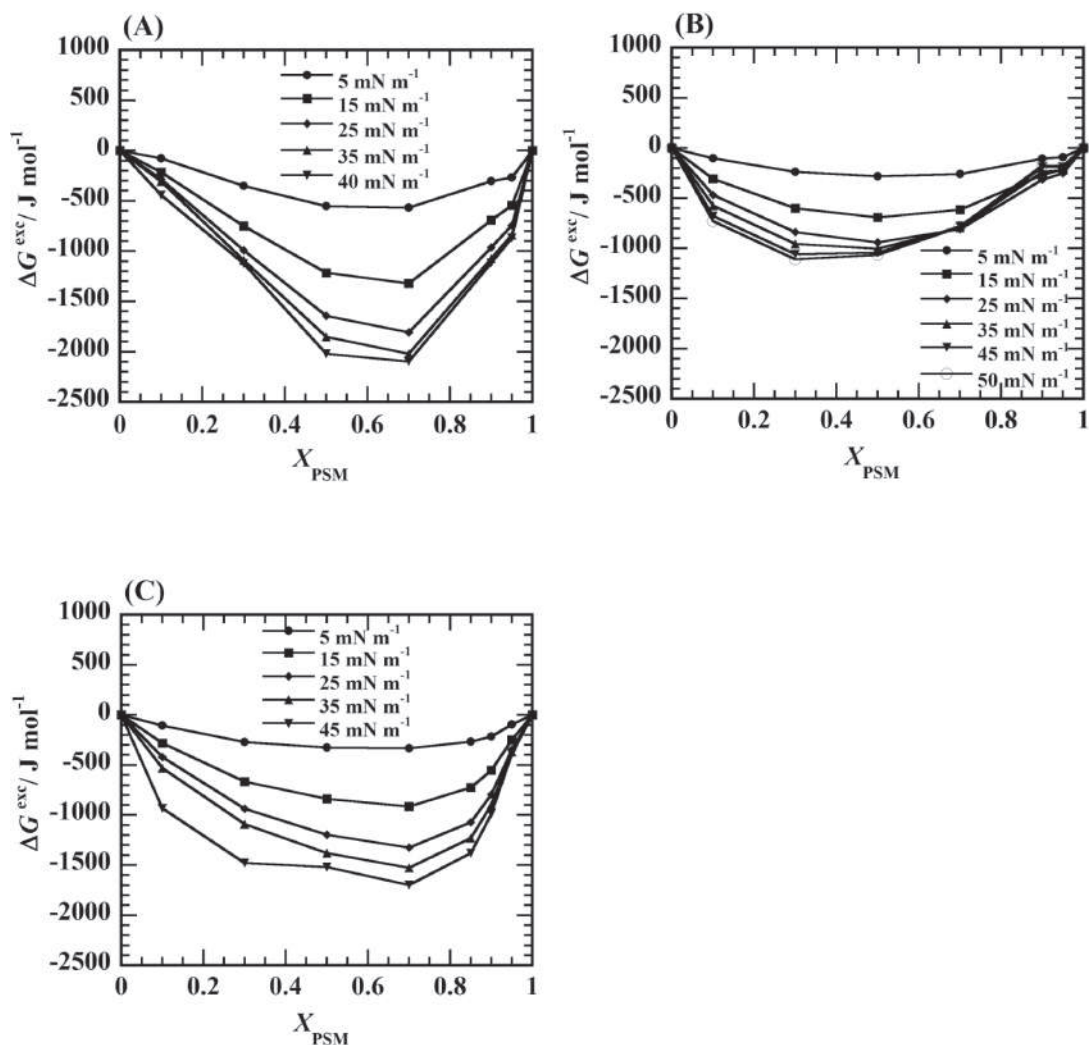 (A)
1000
500
0
-500
-1000
-1500
-2000
-2500
ΔG exc/ J mol-1
5 mN m-1
15 mN m-1
25 mN m-1
35 mN m-1
40 mN m-1
0 0.2 0.4 0.6 0.8 1
XPSM
(B)
1000
500
0
-500
-1000
-1500
-2000
-2500
ΔG exc/ J mol-1
5 mN m-1
15 mN m-1
25 mN m-1
35 mN m-1
45 mN m-1
50 mN m-1
0 0.2 0.4 0.6 0.8 1
XPSM
(C)
1000
500
0
-500
-1000
-1500
-2000
-2500
ΔG exc/ J mol-1
5 mN m-1
15 mN m-1
25 mN m-1
35 mN m-1
45 mN m-1
0 0.2 0.4 0.6 0.8 1
XPSM